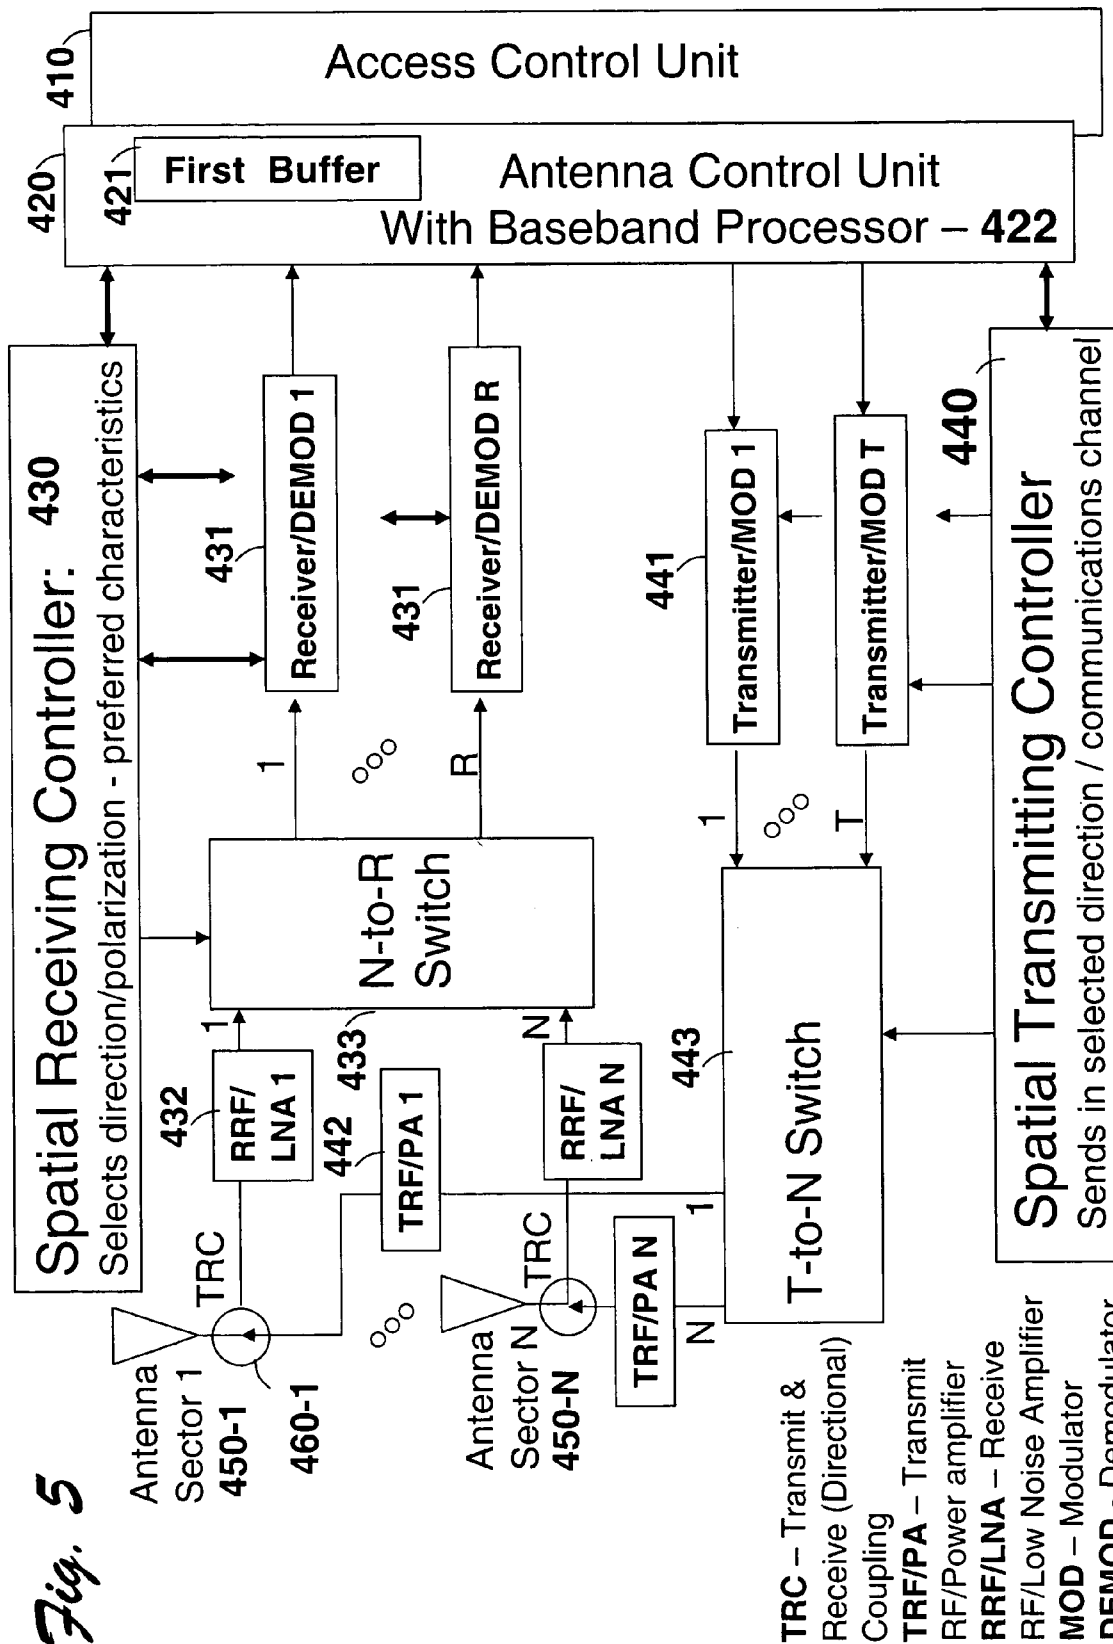 Fig. 5
Spatial Receiving Controller: 430
Selects direction/polarization - preferred characteristics
Antenna
Sector 1
450-1
460-1
TRC
432
RRF/
LNA 1
1
442
TRF/PA 1
433
N-to-R
Switch
1
R
431
Receiver/DEMOD 1
431
Receiver/DEMOD R
420
410
421
First Buffer
Access Control Unit
Antenna Control Unit
With Baseband Processor – 422
Antenna
Sector N
450-N
TRC
RRF/
LNA N
N
TRF/PA N
N
1
443
T-to-N Switch
1
T
441
Transmitter/MOD 1
Transmitter/MOD T
440
Spatial Transmitting Controller
Sends in selected direction / communications channel
TRC – Transmit &
Receive (Directional)
Coupling
TRF/PA – Transmit
RF/Power amplifier
RRF/LNA – Receive
RF/Low Noise Amplifier
MOD – Modulator
DEMOD - Demodulator